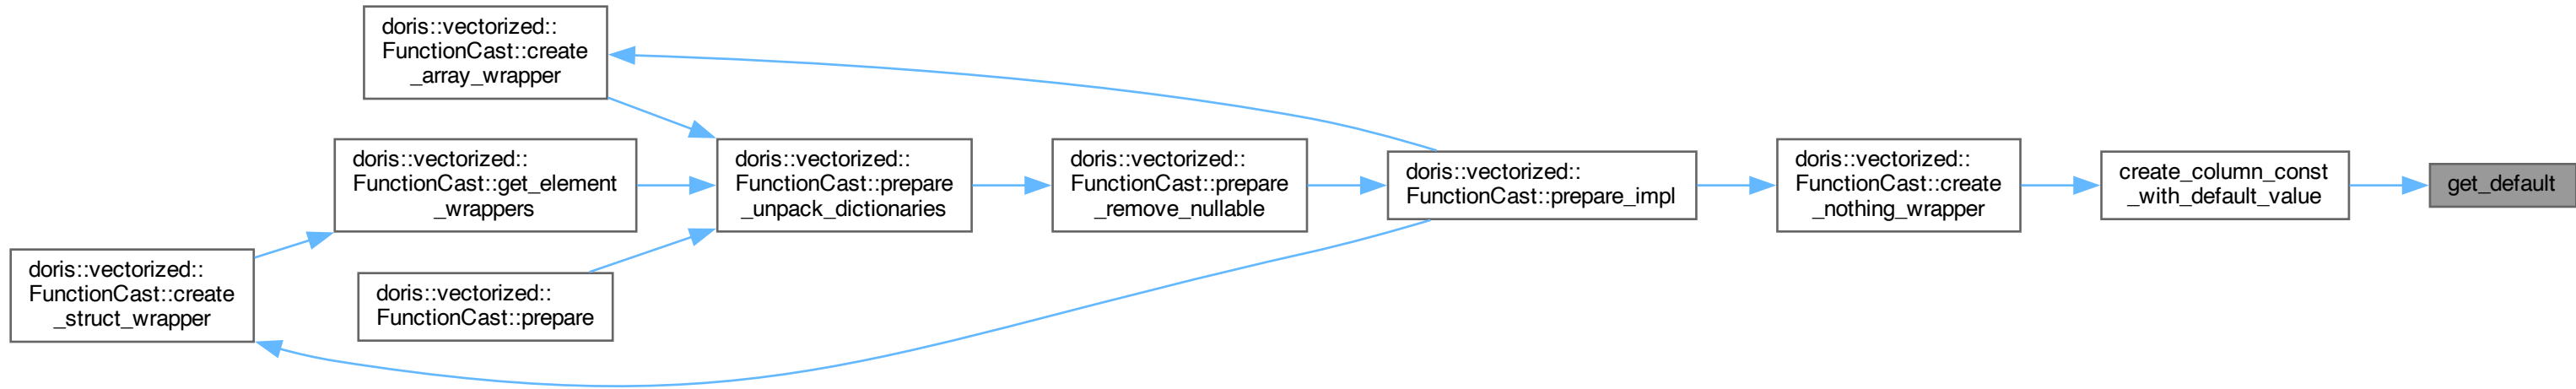 doris::vectorized::
FunctionCast::create
_array_wrapper
doris::vectorized::
FunctionCast::get_element
_wrappers
doris::vectorized::
FunctionCast::create
_struct_wrapper
doris::vectorized::
FunctionCast::prepare
doris::vectorized::
FunctionCast::prepare
_unpack_dictionaries
doris::vectorized::
FunctionCast::prepare
_remove_nullable
doris::vectorized::
FunctionCast::prepare_impl
doris::vectorized::
FunctionCast::create
_nothing_wrapper
create_column_const
_with_default_value
get_default